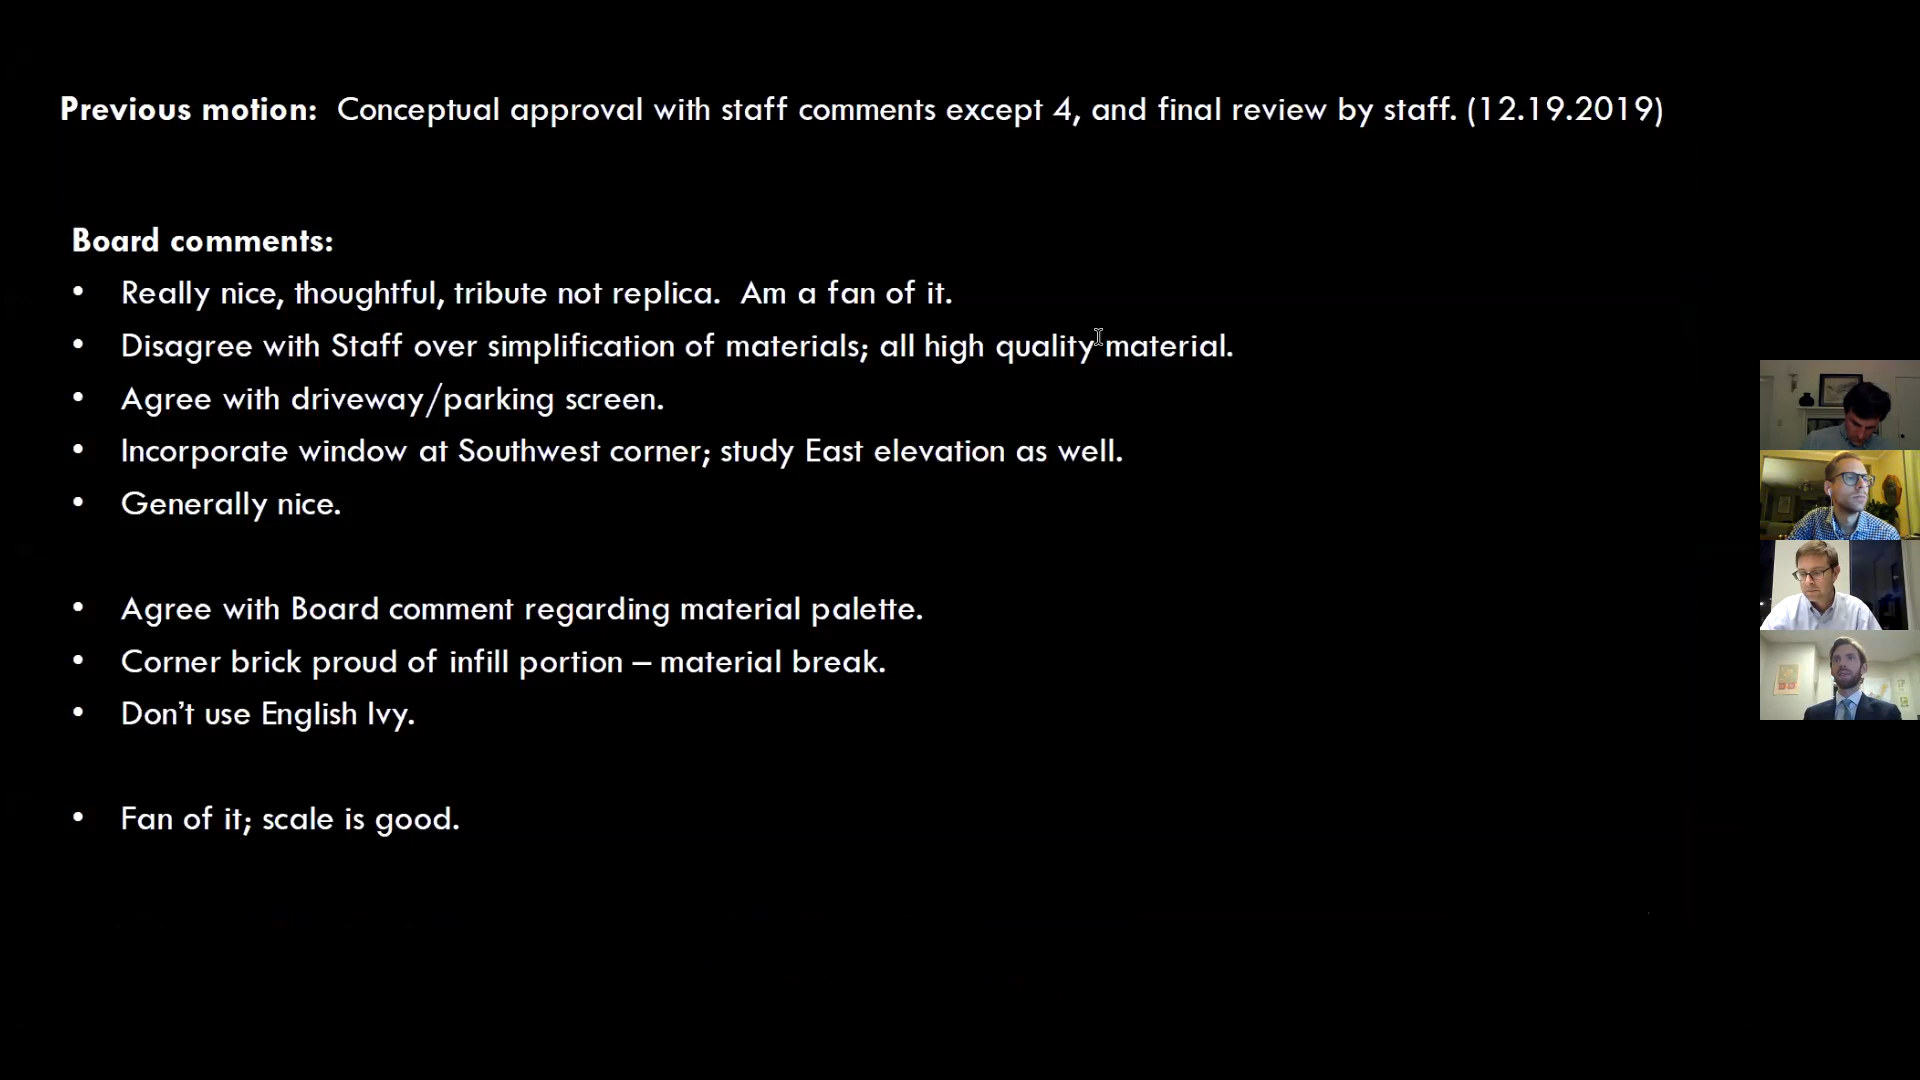 Previous motion: Conceptual approval with staff comments except 4, and final review by staff. (12.19.2019)
Board comments:
• Really nice, thoughtful, tribute not replica. Am a fan of it.
• Disagree with Staff over simplification of materials; all high quality material.
• Agree with driveway/parking screen.
• Incorporate window at Southwest corner; study East elevation as well.
• Generally nice.
• Agree with Board comment regarding material palette.
• Corner brick proud of infill portion – material break.
• Don’t use English Ivy.
• Fan of it; scale is good.